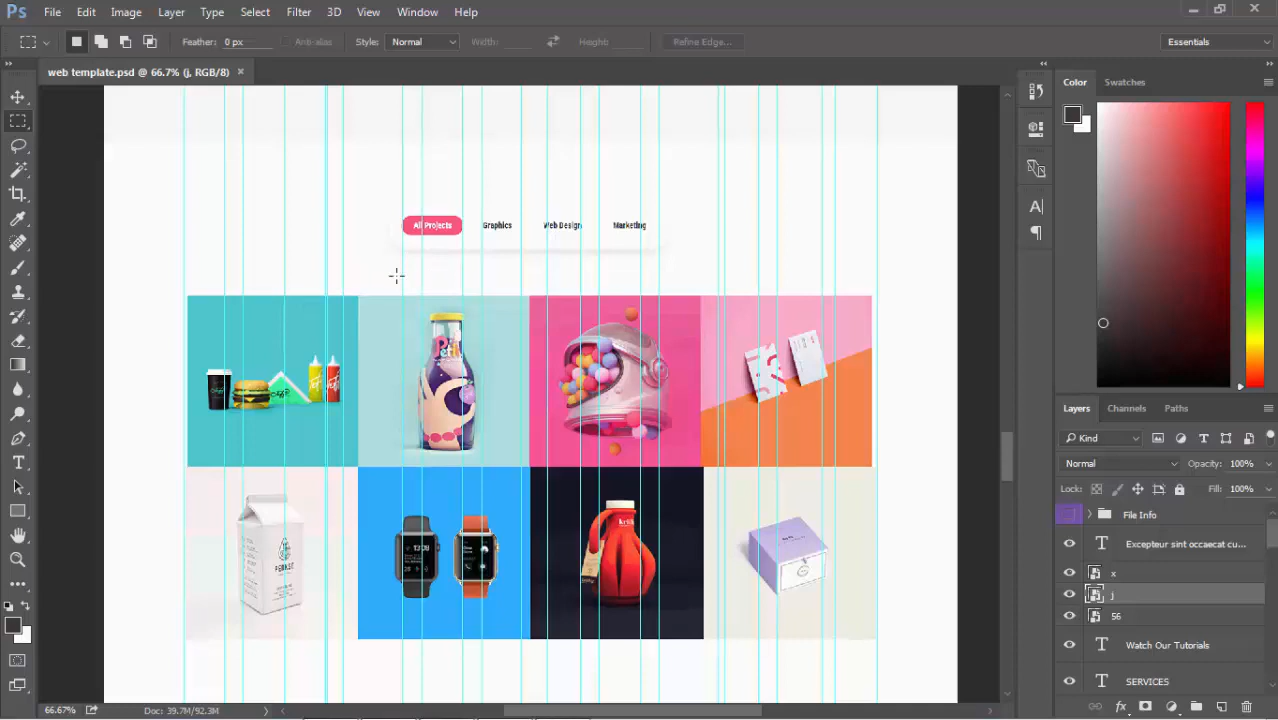 Ps File Edit Image Layer Type Select Filter 3D View Window Help
Feather: 0 px Anti-alias Style: Normal Width: Height: Refine Edge... Essentials
web template.psd @ 66.7% (j, RGB/8) ×
Color Swatches
All Projects Graphics Web Design Marketing
Layers Channels Paths
Kind
Normal Opacity: 100%
Lock: Fill: 100%
File Info
Excepteur sint occaecat cu...
x
j
56
Watch Our Tutorials
SERVICES
13:09
66.67% Doc: 39.7M/92.3M